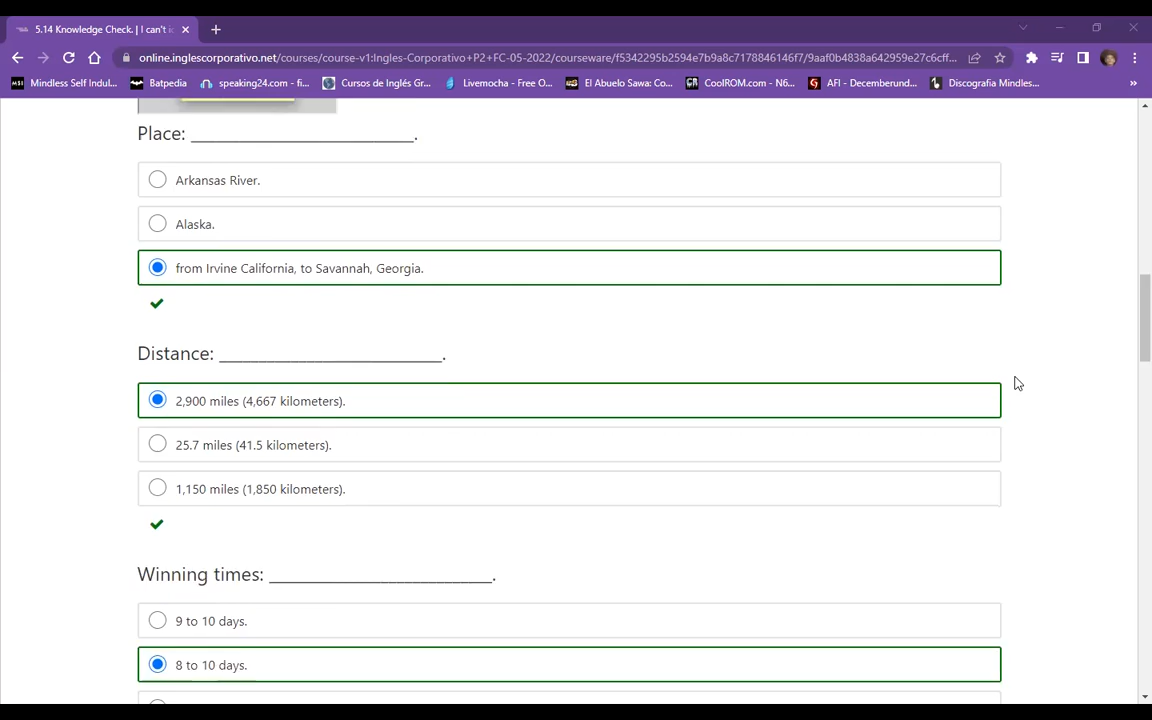 5.14 Knowledge Check. | I can't i
online.inglescorporativo.net/courses/course-v1:Ingles-Corporativo+P2+FC-05-2022/courseware/f5342295b2594e7b9a8c7178846146f7/9aaf0b4838a642959e27c6cff...
MSI Mindless Self Indul... Batpedia speaking24.com - fi... Cursos de Inglés Gr... Livemocha - Free O... El Abuelo Sawa: Co... CoolROM.com - N6... AFI - Decemberund... Discografia Mindles... »
Place: ___________________________.
Arkansas River.
Alaska.
from Irvine California, to Savannah, Georgia.
Distance: ___________________________.
2,900 miles (4,667 kilometers).
25.7 miles (41.5 kilometers).
1,150 miles (1,850 kilometers).
Winning times: ___________________________.
9 to 10 days.
8 to 10 days.